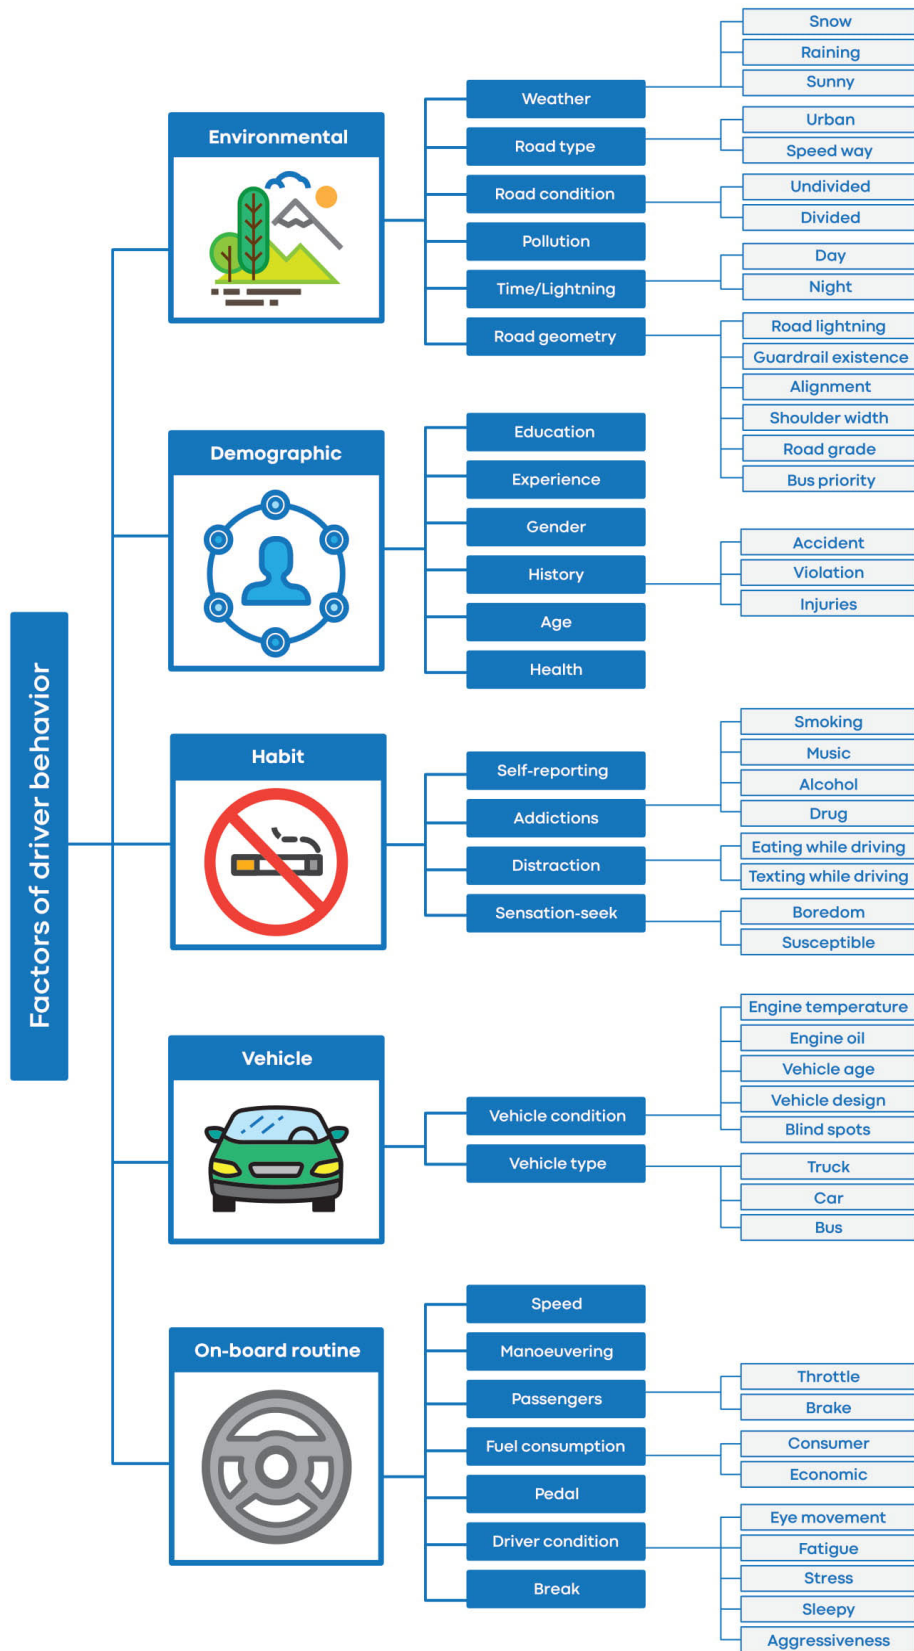 Factors of driver behavior
Environmental
Weather
Snow
Raining
Sunny
Road type
Urban
Speed way
Road condition
Undivided
Divided
Pollution
Time/Lightning
Day
Night
Road geometry
Road lightning
Guardrail existence
Alignment
Shoulder width
Road grade
Bus priority
Demographic
Education
Experience
Gender
History
Accident
Violation
Injuries
Age
Health
Habit
Self-reporting
Addictions
Smoking
Music
Alcohol
Drug
Distraction
Eating while driving
Texting while driving
Sensation-seek
Boredom
Susceptible
Vehicle
Vehicle condition
Engine temperature
Engine oil
Vehicle age
Vehicle design
Blind spots
Vehicle type
Truck
Car
Bus
On-board routine
Speed
Manoeuvering
Passengers
Throttle
Brake
Fuel consumption
Consumer
Economic
Pedal
Driver condition
Eye movement
Fatigue
Stress
Sleepy
Aggressiveness
Break